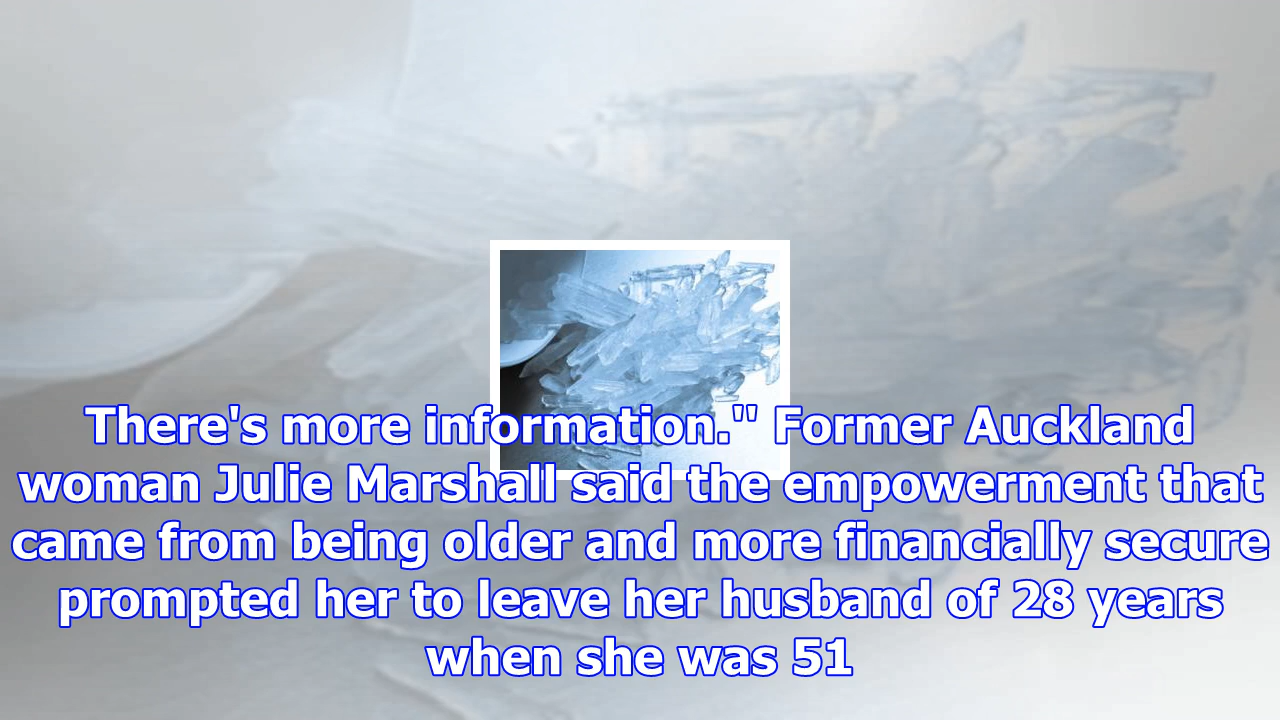 There's more information." Former Auckland
woman Julie Marshall said the empowerment that
came from being older and more financially secure
prompted her to leave her husband of 28 years
when she was 51